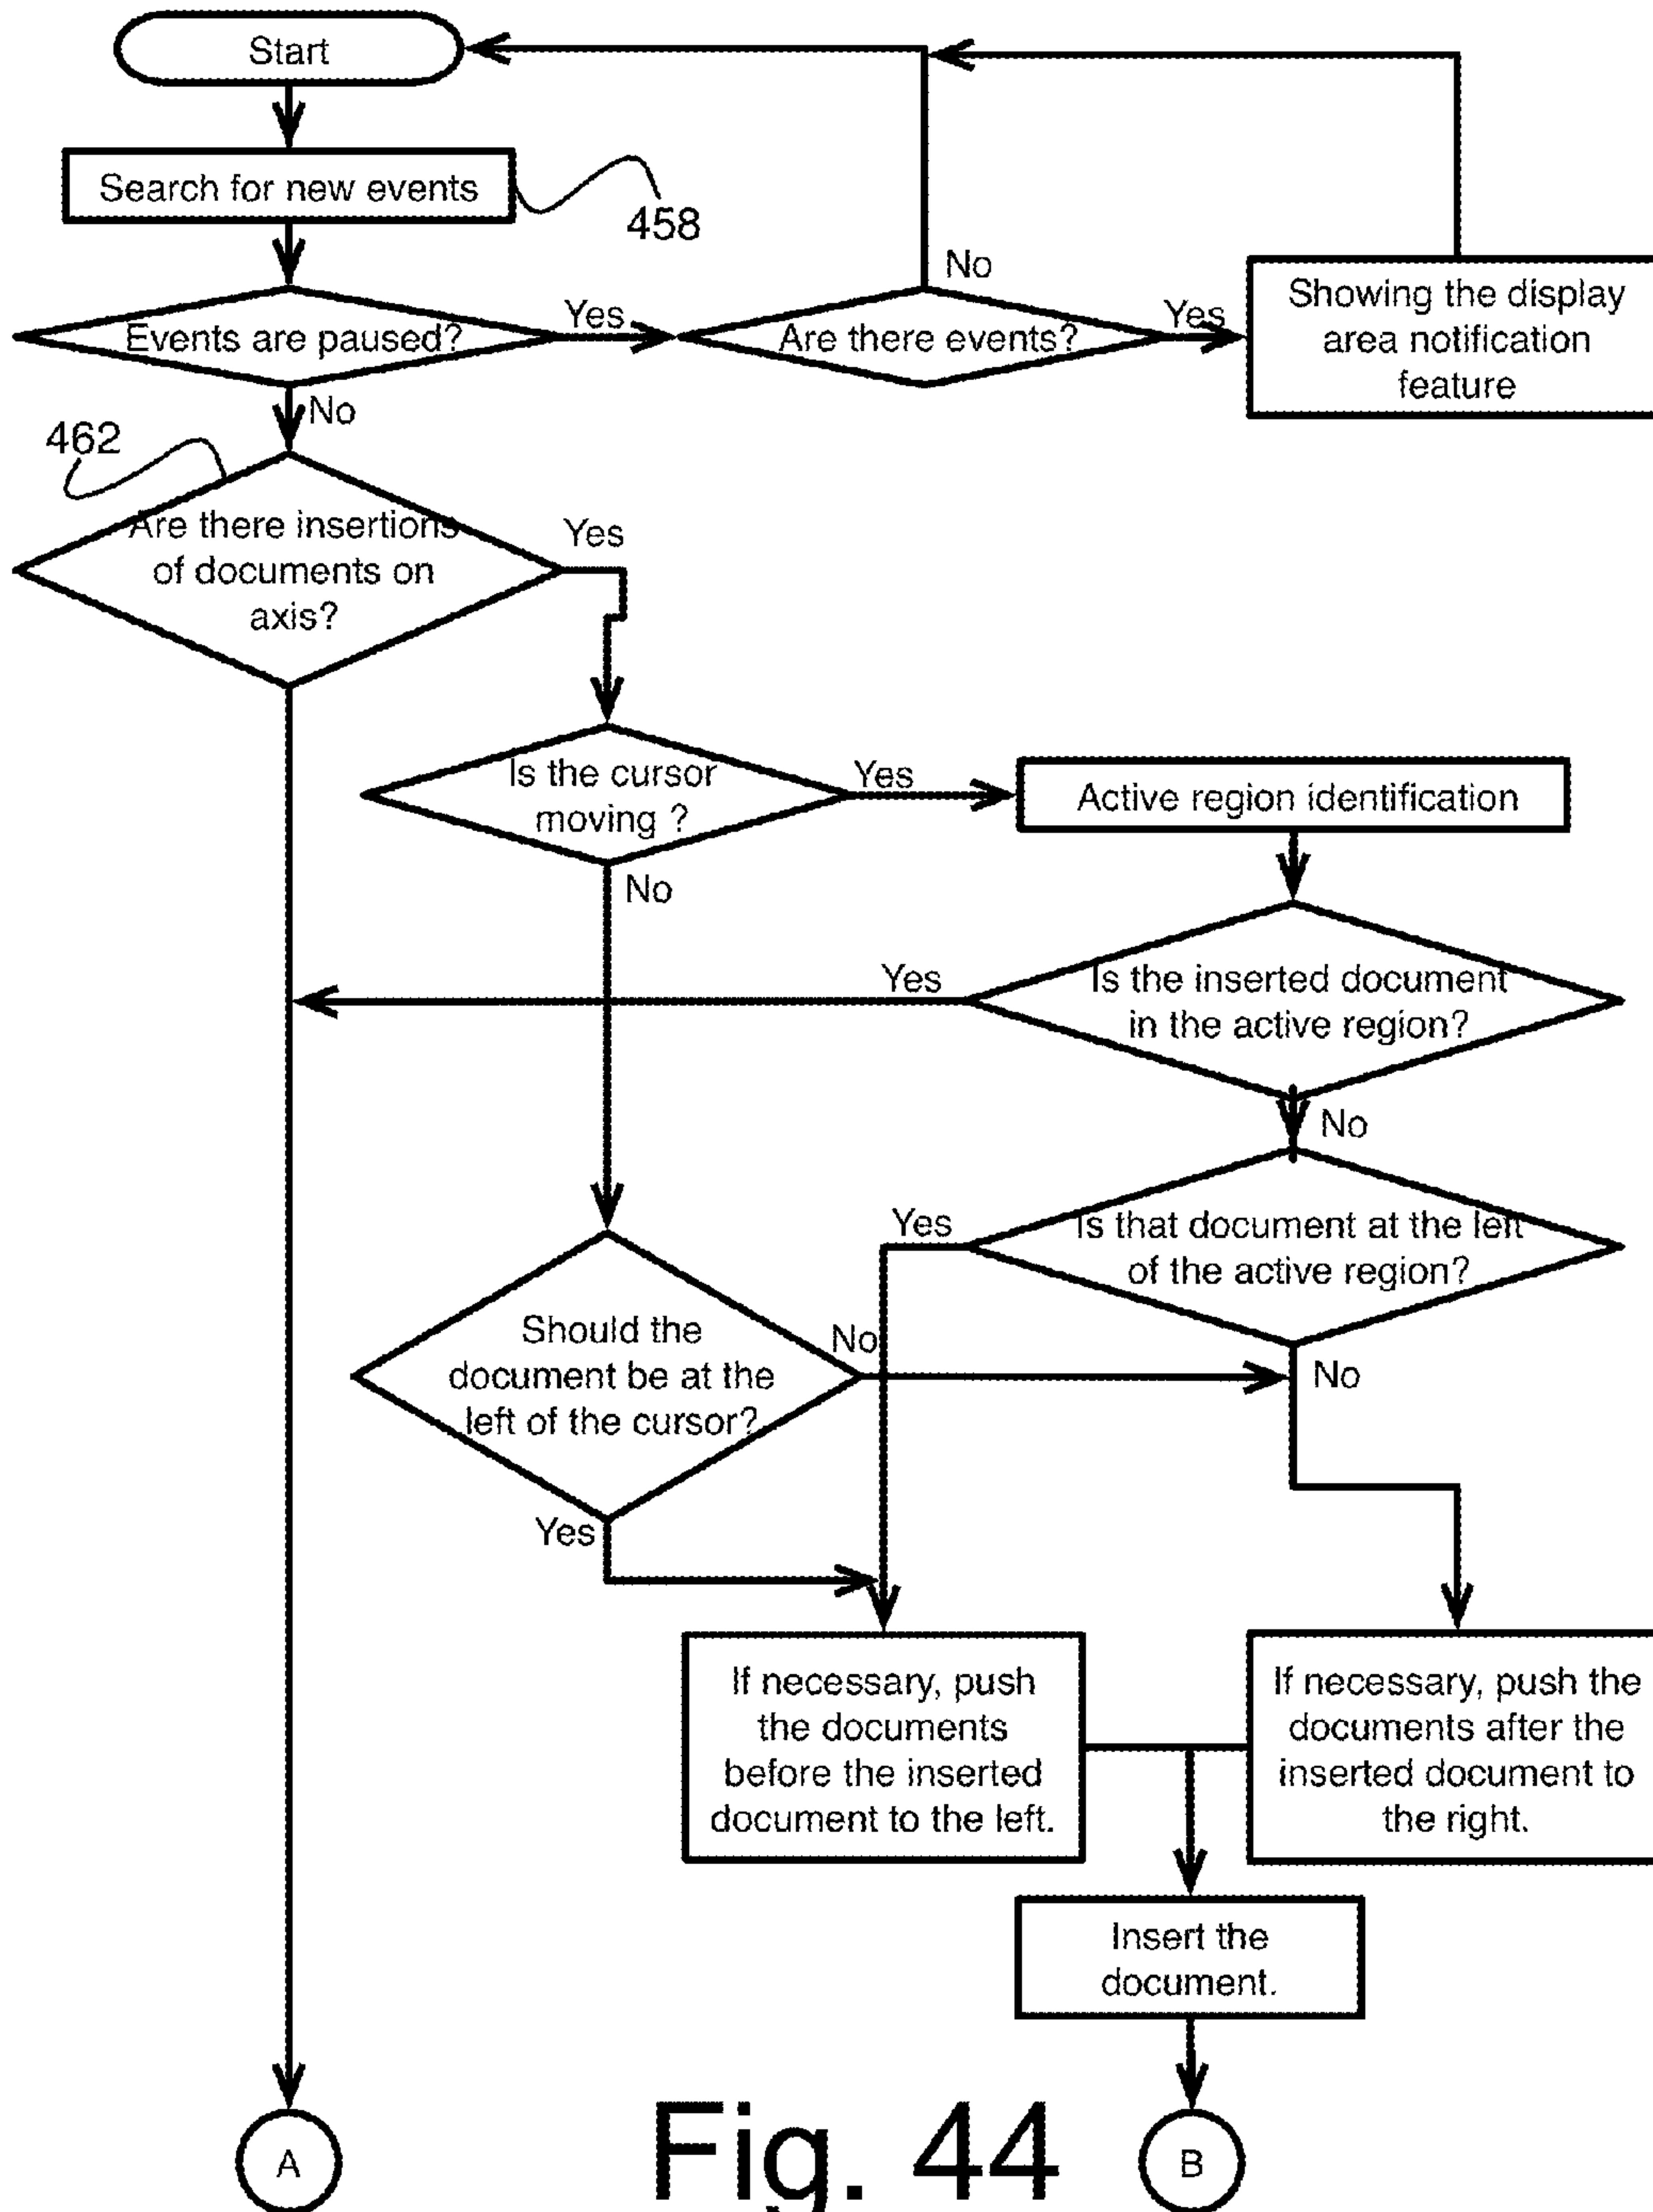 Start
Search for new events
458
Events are paused?
Yes
Are there events?
No
Yes
Showing the display
area notification
feature
No
462
Are there insertions
of documents on
axis?
Yes
Is the cursor
moving ?
Yes
Active region identification
No
Is the inserted document
in the active region?
Yes
No
Is that document at the left
of the active region?
Yes
No
Should the
document be at the
left of the cursor?
No
Yes
If necessary, push
the documents
before the inserted
document to the left.
If necessary, push the
documents after the
inserted document to
the right.
Insert the
document.
A
Fig. 44
B